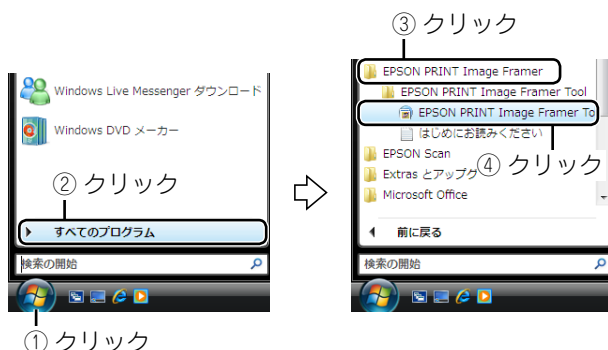 Windows Live Messenger ダウンロード
Windows DVD メーカー
② クリック
すべてのプログラム
検索の開始
① クリック
③ クリック
EPSON PRINT Image Framer
EPSON PRINT Image Framer Tool
EPSON PRINT Image Framer To
はじめにお読みください
EPSON Scan
④ クリック
Extras とアップグ
Microsoft Office
前に戻る
検索の開始